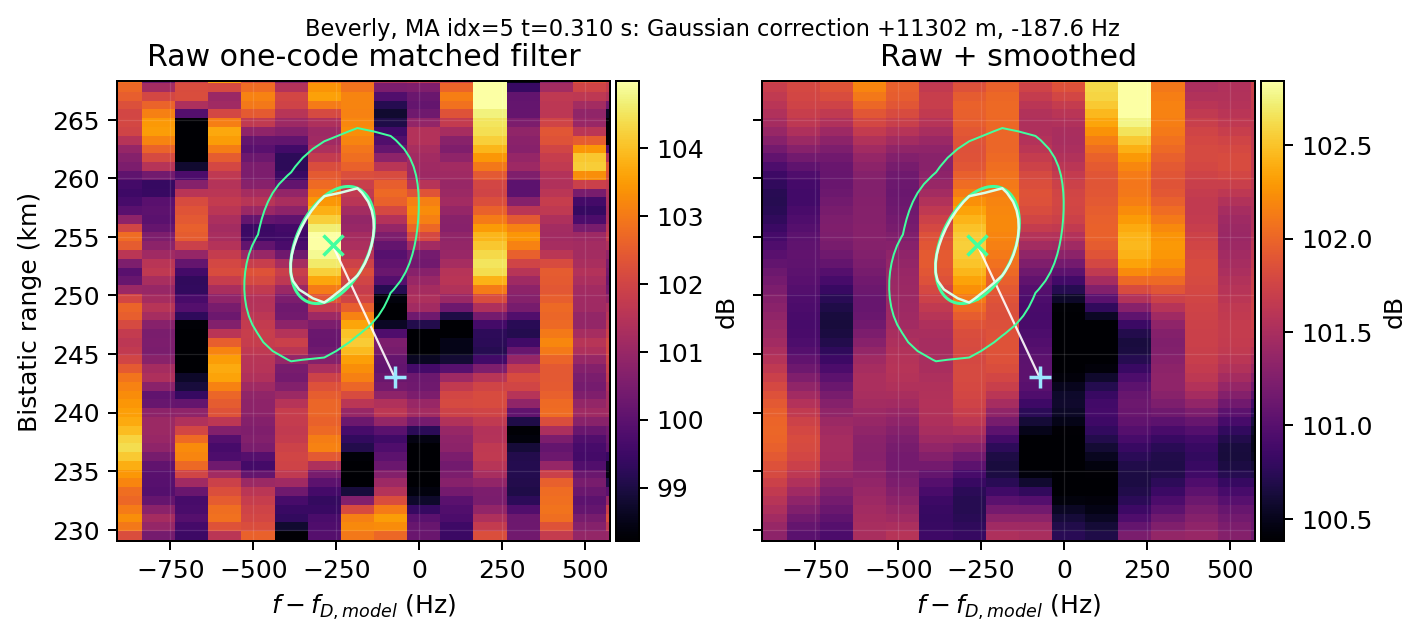 Beverly, MA idx=5 t=0.310 s: Gaussian correction +11302 m, -187.6 Hz
Raw one-code matched filter
Raw + smoothed
Bistatic range (km)
265
260
255
250
245
240
235
230
−750 −500 −250 0 250 500
f − f_{D, model} (Hz)
104
103
102
101
100
99
dB
−750 −500 −250 0 250 500
f − f_{D, model} (Hz)
102.5
102.0
101.5
101.0
100.5
dB